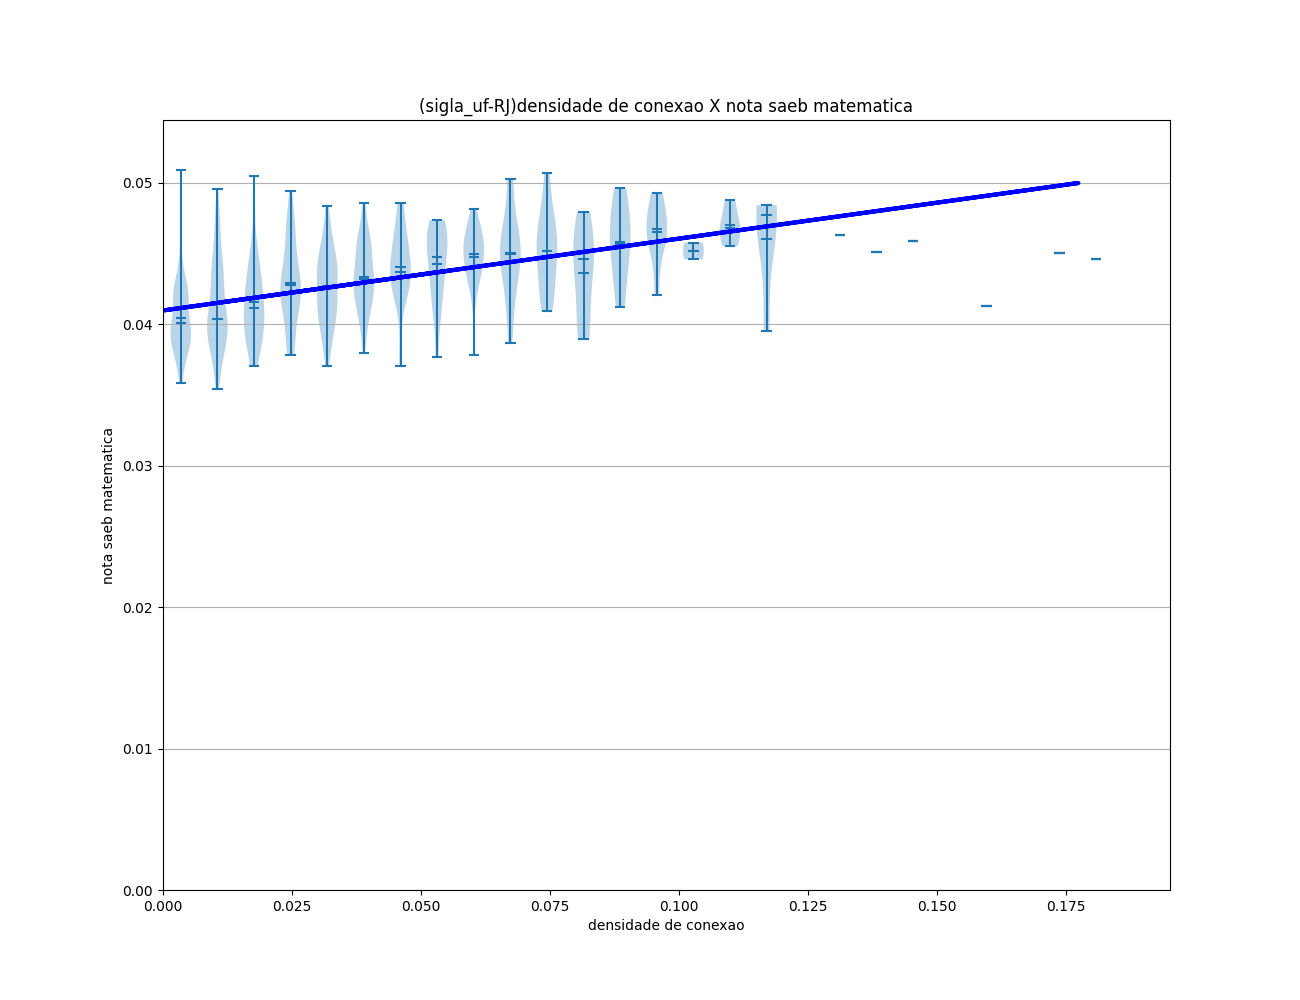 (sigla_uf-RJ)densidade de conexao X nota saeb matematica
0.05
0.04
0.03
0.02
0.01
0.00
nota saeb matematica
0.000 0.025 0.050 0.075 0.100 0.125 0.150 0.175
densidade de conexao